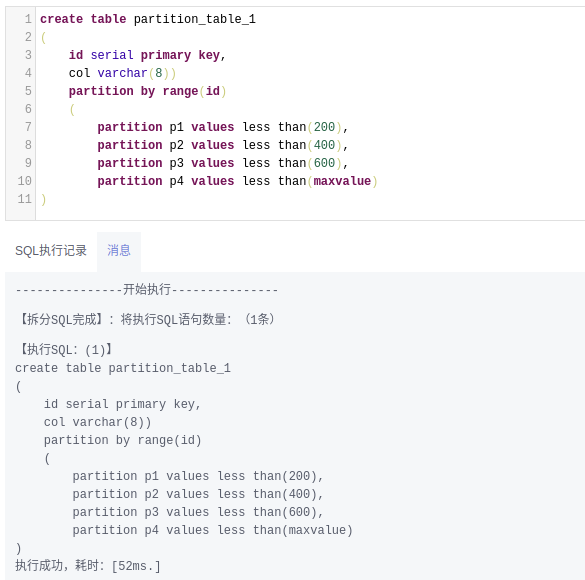 1 create table partition_table_1
2 (
3     id serial primary key,
4     col varchar(8))
5     partition by range(id)
6     (
7         partition p1 values less than(200),
8         partition p2 values less than(400),
9         partition p3 values less than(600),
10         partition p4 values less than(maxvalue)
11 )
SQL执行记录 消息
---------------开始执行---------------
【拆分SQL完成】：将执行SQL语句数量：（1条）
【执行SQL：(1)】
create table partition_table_1
(
    id serial primary key,
    col varchar(8))
    partition by range(id)
    (
        partition p1 values less than(200),
        partition p2 values less than(400),
        partition p3 values less than(600),
        partition p4 values less than(maxvalue)
)
执行成功，耗时：[52ms.]